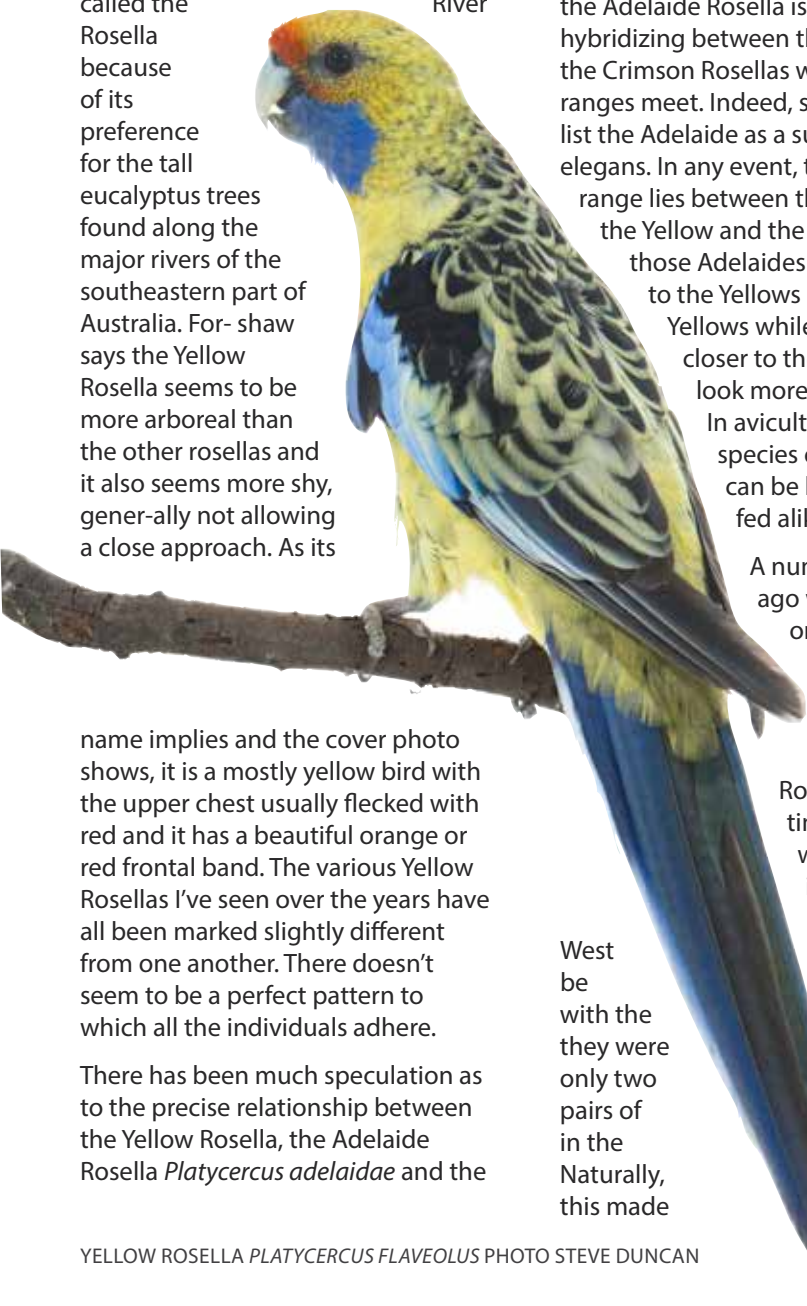 called the River
Rosella
because
of its
preference
for the tall
eucalyptus trees
found along the
major rivers of the
southeastern part of
Australia. For- shaw
says the Yellow
Rosella seems to be
more arboreal than
the other rosellas and
it also seems more shy,
gener-ally not allowing
a close approach. As its
name implies and the cover photo
shows, it is a mostly yellow bird with
the upper chest usually flecked with
red and it has a beautiful orange or
red frontal band. The various Yellow
Rosellas I've seen over the years have
all been marked slightly different
from one another. There doesn't
seem to be a perfect pattern to
which all the individuals adhere.
There has been much speculation as
to the precise relationship between
the Yellow Rosella, the Adelaide
Rosella Platycercus adelaidae and the
the Adelaide Rosella is
hybridizing between
the Crimson Rosellas
ranges meet. Indeed,
list the Adelaide as a
elegans. In any event,
range lies between
the Yellow and the
those Adelaides
to the Yellows
Yellows while
closer to
look more
In
species
can be
fed
A
ago
West
be
with the
they were
only two
pairs of
in the
Naturally,
this made
YELLOW ROSELLA PLATYCERCUS FLAVEOLUS PHOTO STEVE DUNCAN